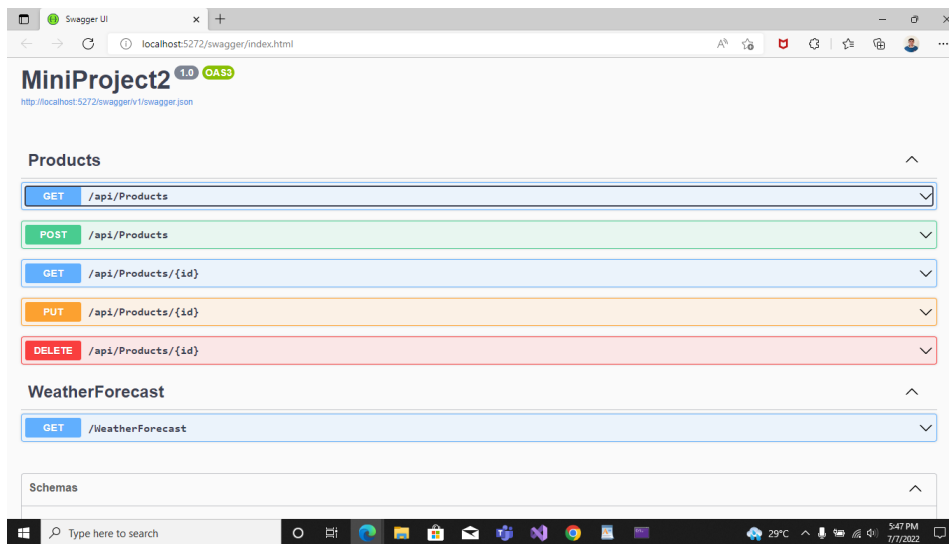 Swagger UI
localhost:5272/swagger/index.html
MiniProject2 1.0 OAS3
http://localhost:5272/swagger/v1/swagger.json
Products
GET /api/Products
POST /api/Products
GET /api/Products/{id}
PUT /api/Products/{id}
DELETE /api/Products/{id}
WeatherForecast
GET /WeatherForecast
Schemas
Type here to search
29°C
5:47 PM
7/7/2022